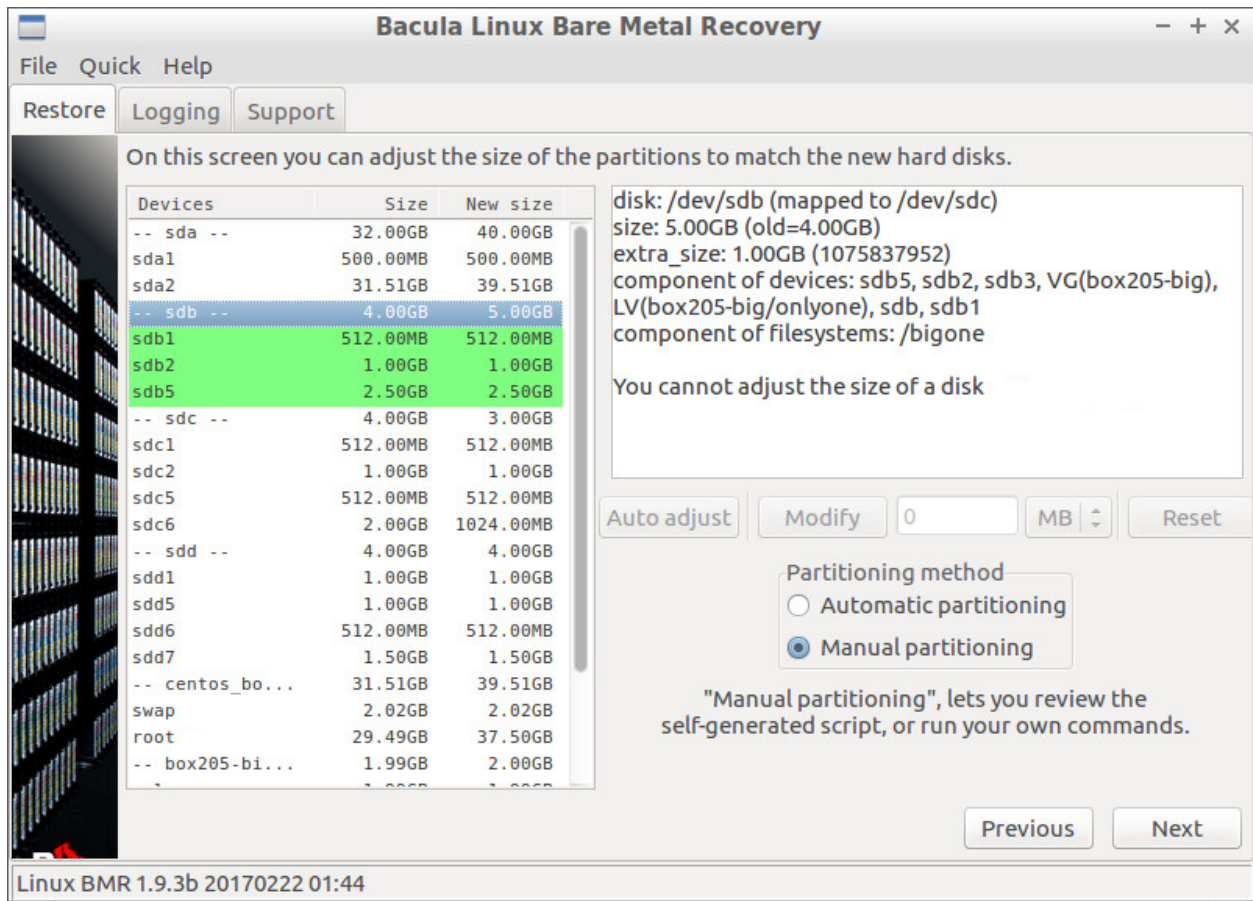 Bacula Linux Bare Metal Recovery
File Quick Help
Restore Logging Support
On this screen you can adjust the size of the partitions to match the new hard disks.
Devices Size New size
-- sda -- 32.00GB 40.00GB
sda1 500.00MB 500.00MB
sda2 31.51GB 39.51GB
-- sdb -- 4.00GB 5.00GB
sdb1 512.00MB 512.00MB
sdb2 1.00GB 1.00GB
sdb5 2.50GB 2.50GB
-- sdc -- 4.00GB 3.00GB
sdc1 512.00MB 512.00MB
sdc2 1.00GB 1.00GB
sdc5 512.00MB 512.00MB
sdc6 2.00GB 1024.00MB
-- sdd -- 4.00GB 4.00GB
sdd1 1.00GB 1.00GB
sdd5 1.00GB 1.00GB
sdd6 512.00MB 512.00MB
sdd7 1.50GB 1.50GB
-- centos_bo... 31.51GB 39.51GB
swap 2.02GB 2.02GB
root 29.49GB 37.50GB
-- box205-bi... 1.99GB 2.00GB
disk: /dev/sdb (mapped to /dev/sdc)
size: 5.00GB (old=4.00GB)
extra_size: 1.00GB (1075837952)
component of devices: sdb5, sdb2, sdb3, VG(box205-big),
LV(box205-big/onlyone), sdb, sdb1
component of filesystems: /bigone
You cannot adjust the size of a disk
Auto adjust Modify 0 MB Reset
Partitioning method
Automatic partitioning
Manual partitioning
"Manual partitioning", lets you review the
self-generated script, or run your own commands.
Previous Next
Linux BMR 1.9.3b 20170222 01:44